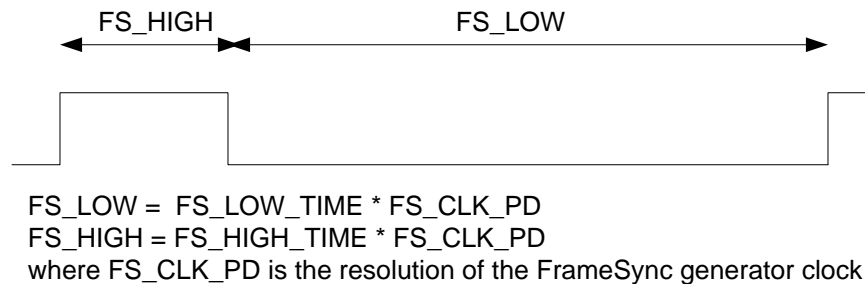 FS_HIGH FS_LOW
FS_LOW = FS_LOW_TIME * FS_CLK_PD
FS_HIGH = FS_HIGH_TIME * FS_CLK_PD
where FS_CLK_PD is the resolution of the FrameSync generator clock